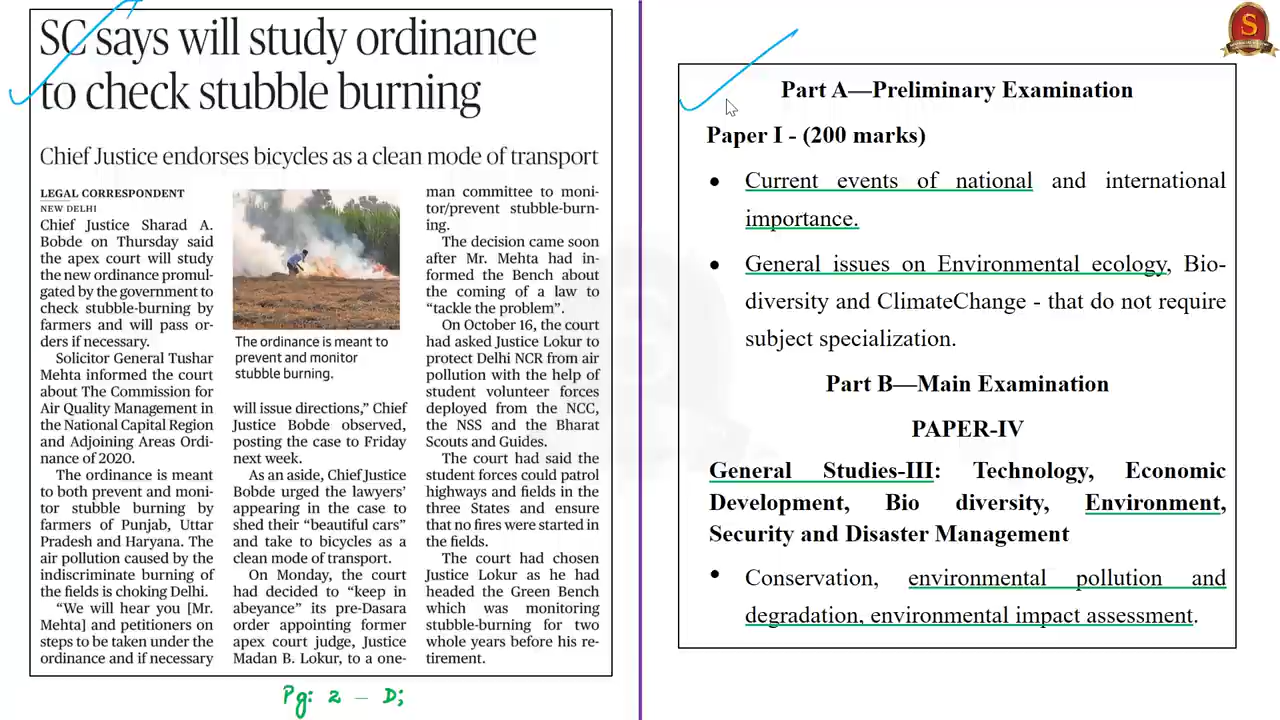 SC says will study ordinance
to check stubble burning
Chief Justice endorses bicycles as a clean mode of transport
LEGAL CORRESPONDENT
NEW DELHI
Chief Justice Sharad A.
Bobde on Thursday said
the apex court will study
the new ordinance promul-
gated by the government to
check stubble-burning by
farmers and will pass or-
ders if necessary.
Solicitor General Tushar
Mehta informed the court
about The Commission for
Air Quality Management in
the National Capital Region
and Adjoining Areas Ordi-
nance of 2020.
The ordinance is meant
to both prevent and moni-
tor stubble burning by
farmers of Punjab, Uttar
Pradesh and Haryana. The
air pollution caused by the
indiscriminate burning of
the fields is choking Delhi.
“We will hear you [Mr.
Mehta] and petitioners on
steps to be taken under the
ordinance and if necessary
The ordinance is meant to
prevent and monitor
stubble burning.
will issue directions,” Chief
Justice Bobde observed,
posting the case to Friday
next week.
As an aside, Chief Justice
Bobde urged the lawyers’
appearing in the case to
shed their “beautiful cars”
and take to bicycles as a
clean mode of transport.
On Monday, the court
had decided to “keep in
abeyance” its pre-Dasara
order appointing former
apex court judge, Justice
Madan B. Lokur, to a one-
man committee to moni-
tor/prevent stubble-burn-
ing.
The decision came soon
after Mr. Mehta had in-
formed the Bench about
the coming of a law to
“tackle the problem”.
On October 16, the court
had asked Justice Lokur to
protect Delhi NCR from air
pollution with the help of
student volunteer forces
deployed from the NCC,
the NSS and the Bharat
Scouts and Guides.
The court had said the
student forces could patrol
highways and fields in the
three States and ensure
that no fires were started in
the fields.
The court had chosen
Justice Lokur as he had
headed the Green Bench
which was monitoring
stubble-burning for two
whole years before his re-
tirement.
Pg: 2 – D;
S
Part A—Preliminary Examination
Paper I - (200 marks)
• Current events of national and international
importance.
• General issues on Environmental ecology, Bio-
diversity and ClimateChange - that do not require
subject specialization.
Part B—Main Examination
PAPER-IV
General Studies-III: Technology, Economic
Development, Bio diversity, Environment,
Security and Disaster Management
• Conservation, environmental pollution and
degradation, environmental impact assessment.